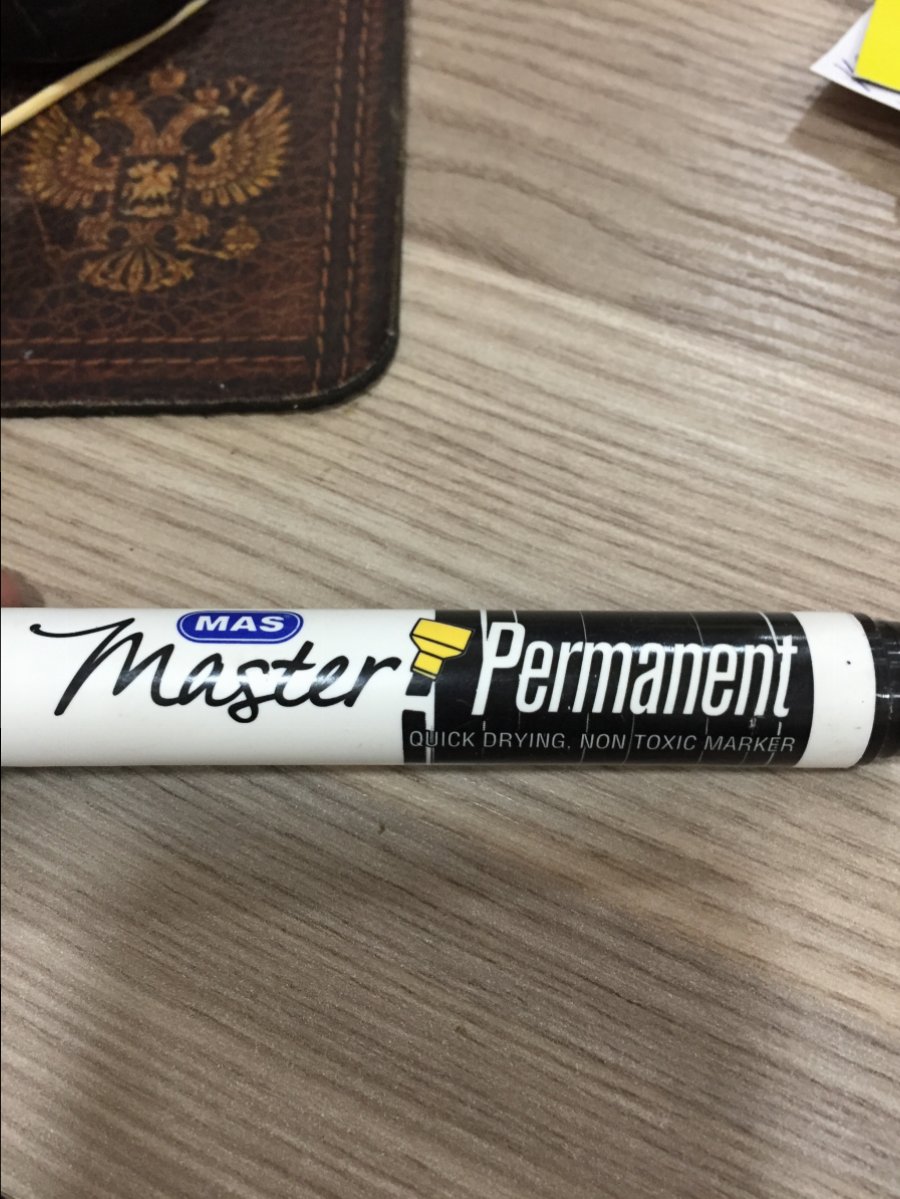 MAS
Master Permanent
QUICK DRYING, NON TOXIC MARKER